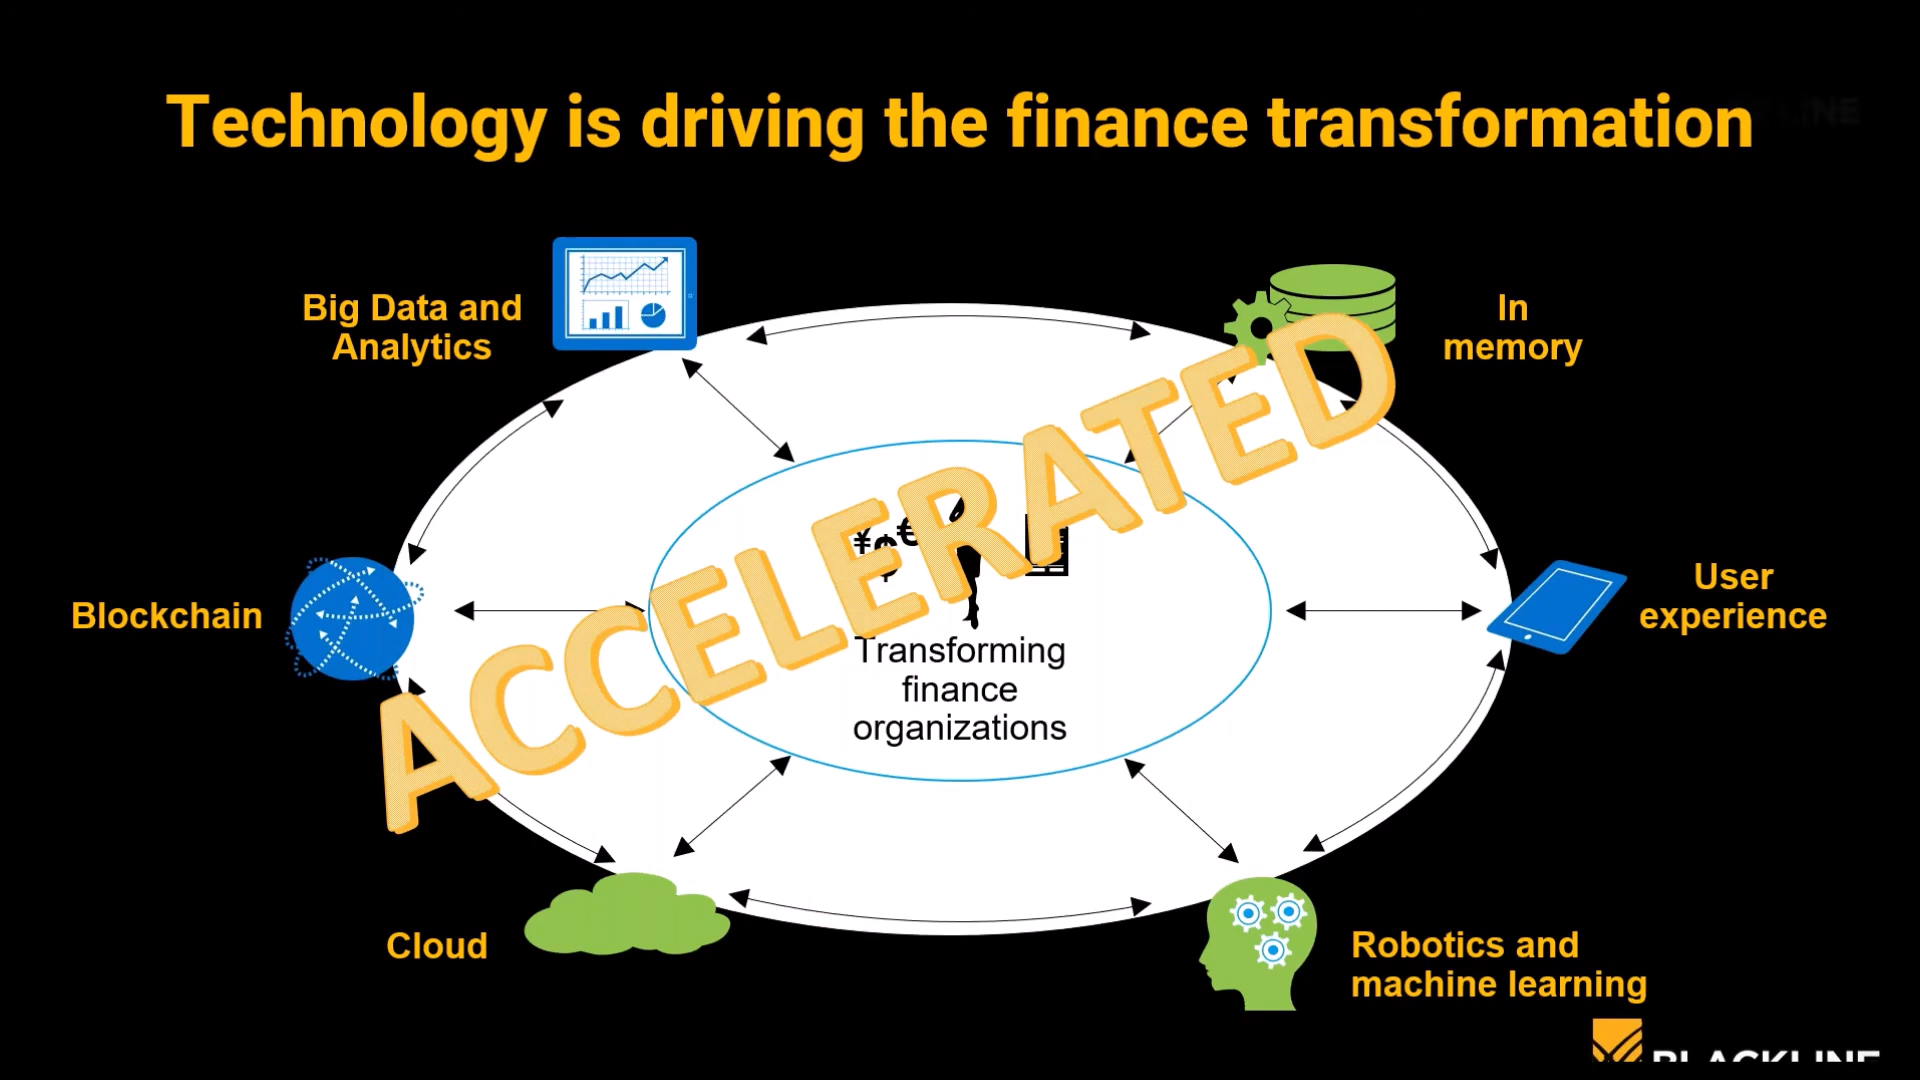 Technology is driving the finance transformation
Big Data and
Analytics
In
memory
ACCELERATED
¥$€
Blockchain
User
experience
Transforming
finance
organizations
Cloud
Robotics and
machine learning
BLACKLINE